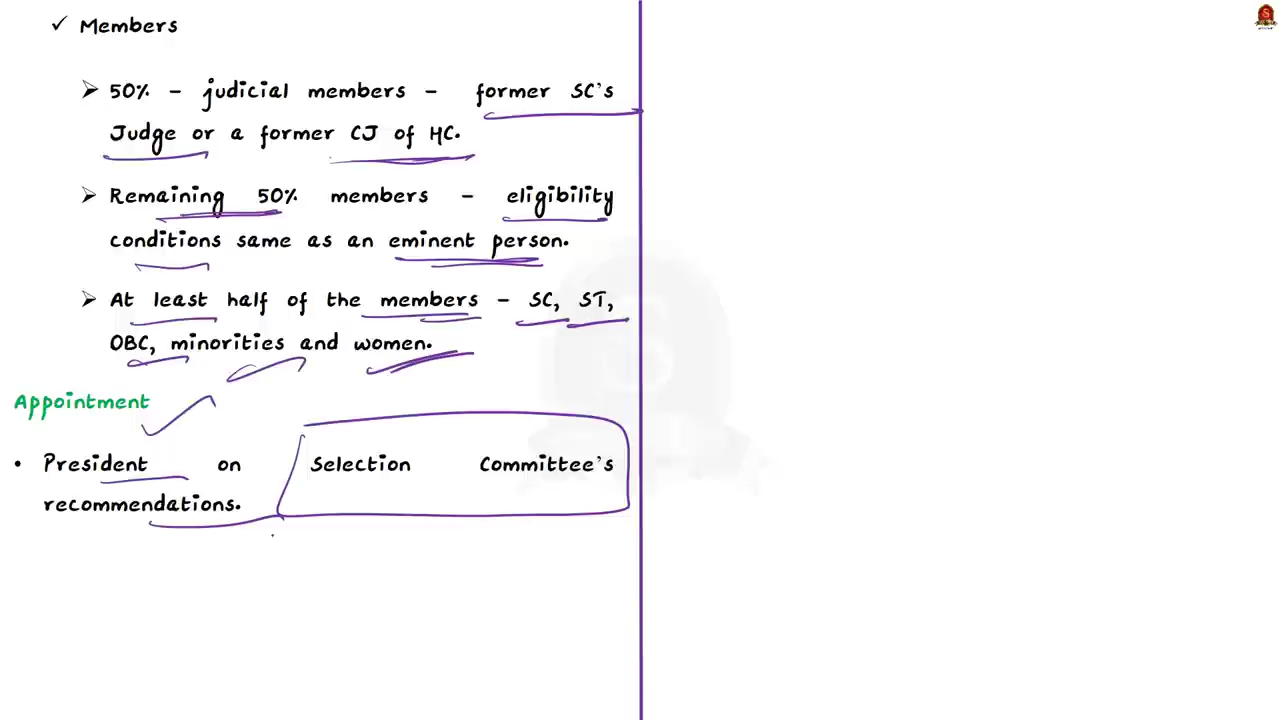 ✓ Members
➢ 50% - judicial members - former SC's
Judge or a former CJ of HC.
➢ Remaining 50% members - eligibility
conditions same as an eminent person.
➢ At least half of the members - SC, ST,
OBC, minorities and women.
Appointment
• President on Selection Committee's
recommendations.